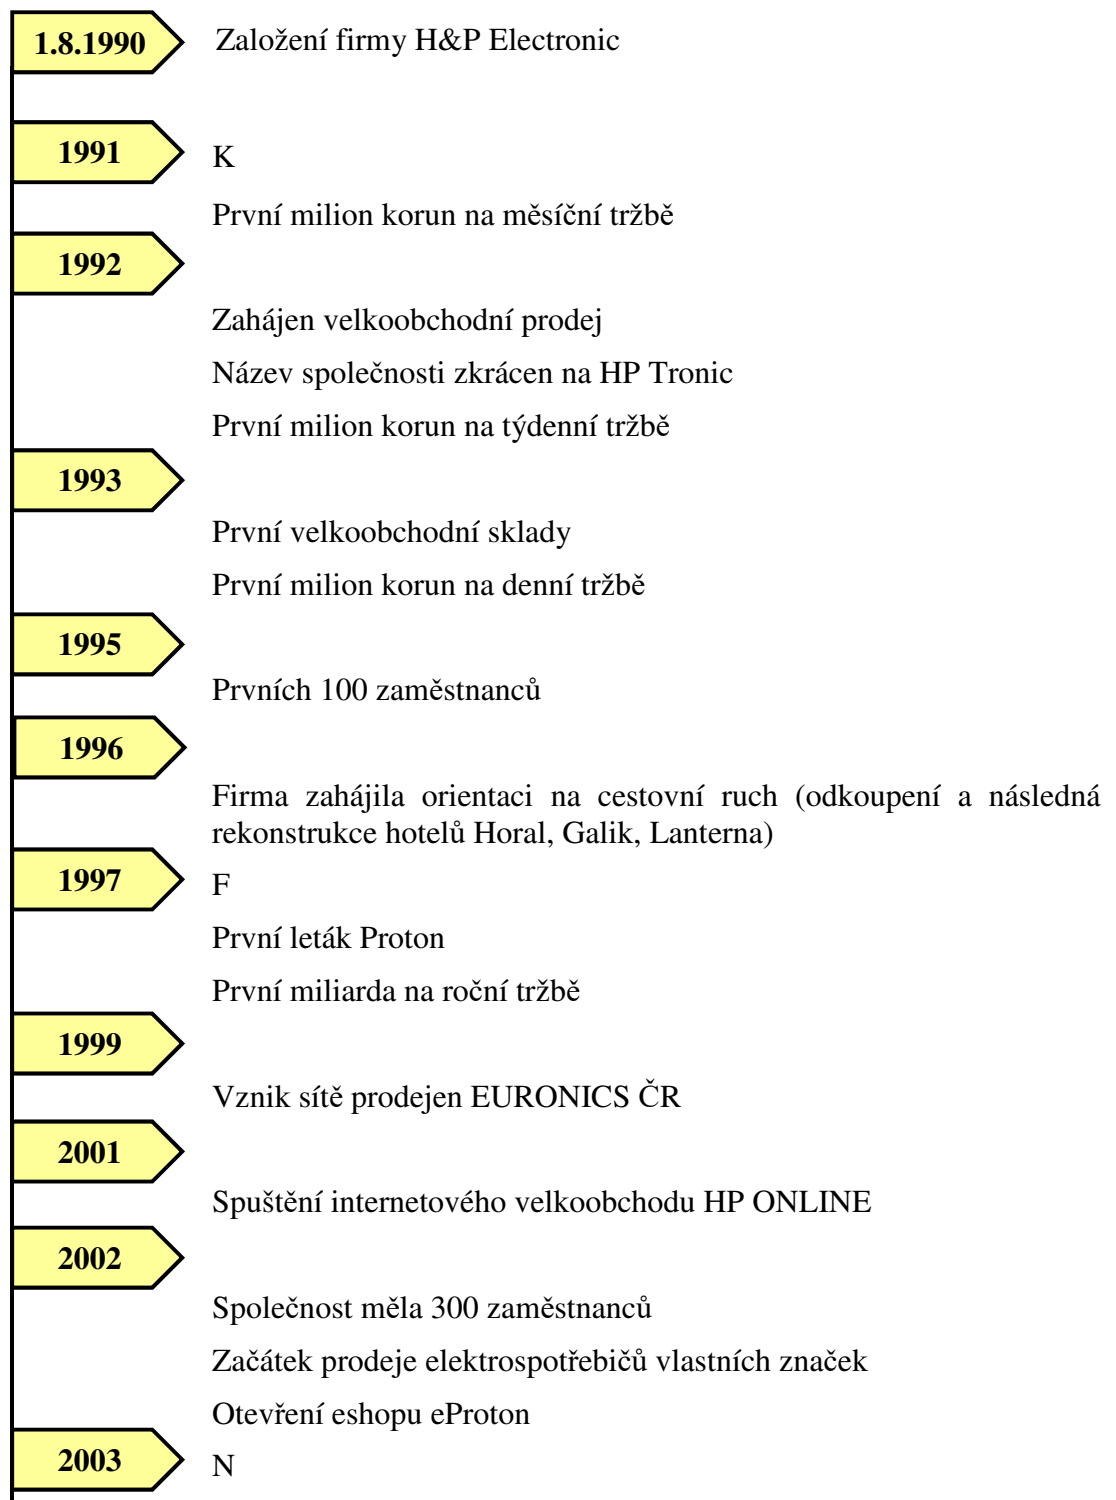 1.8.1990
Založení firmy H&P Electronic
1991
K
První milion korun na měsíční tržbě
1992
Zahájen velkoobchodní prodej
Název společnosti zkrácen na HP Tronic
První milion korun na týdenní tržbě
1993
První velkoobchodní sklady
První milion korun na denní tržbě
1995
Prvních 100 zaměstnanců
1996
Firma zahájila orientaci na cestovní ruch (odkoupení a následná
rekonstrukce hotelů Horal, Galik, Lanterna)
1997
F
První leták Proton
První miliarda na roční tržbě
1999
Vznik sítě prodejen EURONICS ČR
2001
Spuštění internetového velkoobchodu HP ONLINE
2002
Společnost měla 300 zaměstnanců
Začátek prodeje elektrospotřebičů vlastních značek
Otevření eshopu eProton
2003
N